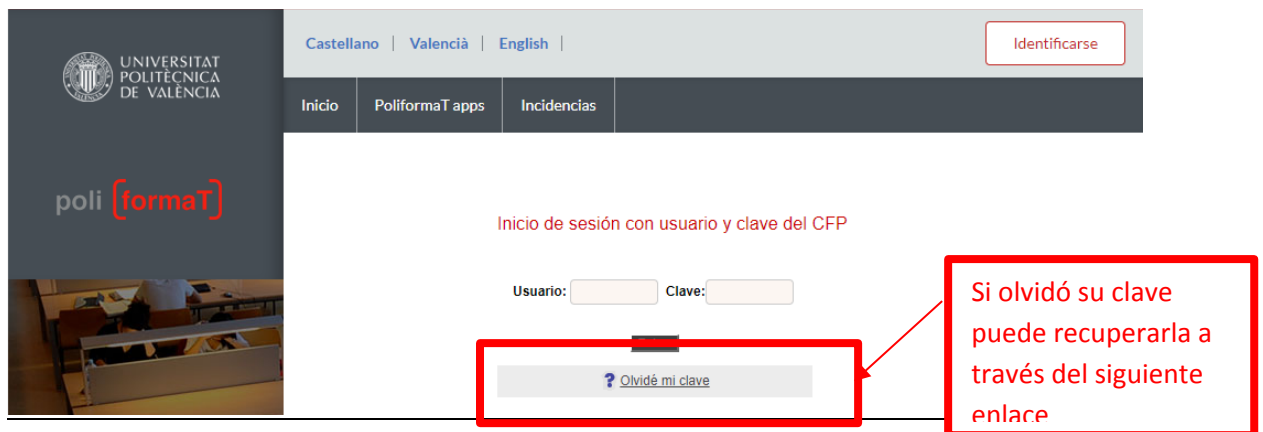 UNIVERSITAT
POLITÈCNICA
DE VALÈNCIA
Castellano | Valencià | English |
Identificarse
Inicio
PoliformaT apps
Incidencias
poli [formaT]
Inicio de sesión con usuario y clave del CFP
Usuario:
Clave:
? Olvidé mi clave
Si olvidó su clave
puede recuperarla a
través del siguiente
enlace